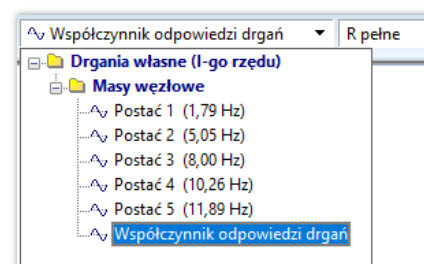 Współczynnik odpowiedzi drgań R pełne
Drgania własne (I-go rzędu)
Masy węzłowe
Postać 1 (1,79 Hz)
Postać 2 (5,05 Hz)
Postać 3 (8,00 Hz)
Postać 4 (10,26 Hz)
Postać 5 (11,89 Hz)
Współczynnik odpowiedzi drgań